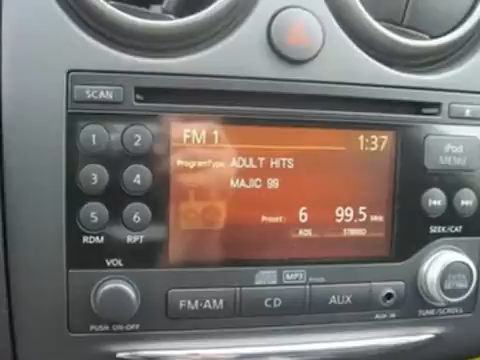 SCAN
FM 1 1:37
Program Type: ADULT HITS
MAJIC 99
Preset: 6 99.5 MHz
RDS STEREO
1 2
3 4
5 6
RDM RPT
iPod
MENU
SEEK/CAT
VOL
PUSH ON·OFF
MP3
FM·AM CD AUX
AUX IN
TUNE/SCROLL